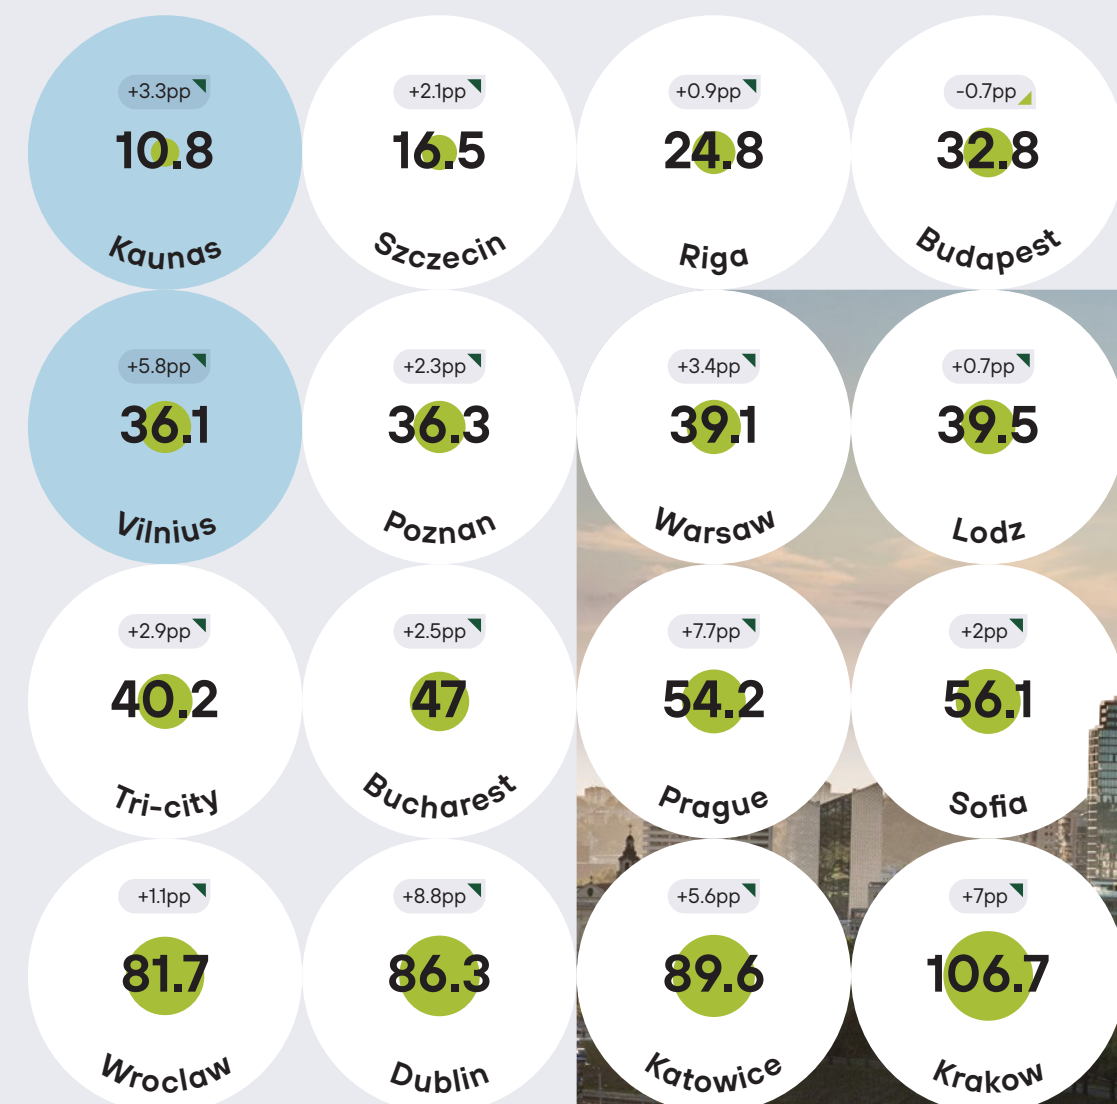 +3.3pp
10.8
Kaunas
+2.1pp
16.5
Szczecin
+0.9pp
24.8
Riga
-0.7pp
32.8
Budapest
+5.8pp
36.1
Vilnius
+2.3pp
36.3
Poznan
+3.4pp
39.1
Warsaw
+0.7pp
39.5
Lodz
+2.9pp
40.2
Tri-city
+2.5pp
47
Bucharest
+7.7pp
54.2
Prague
+2pp
56.1
Sofia
+1.1pp
81.7
Wroclaw
+8.8pp
86.3
Dublin
+5.6pp
89.6
Katowice
+7pp
106.7
Krakow